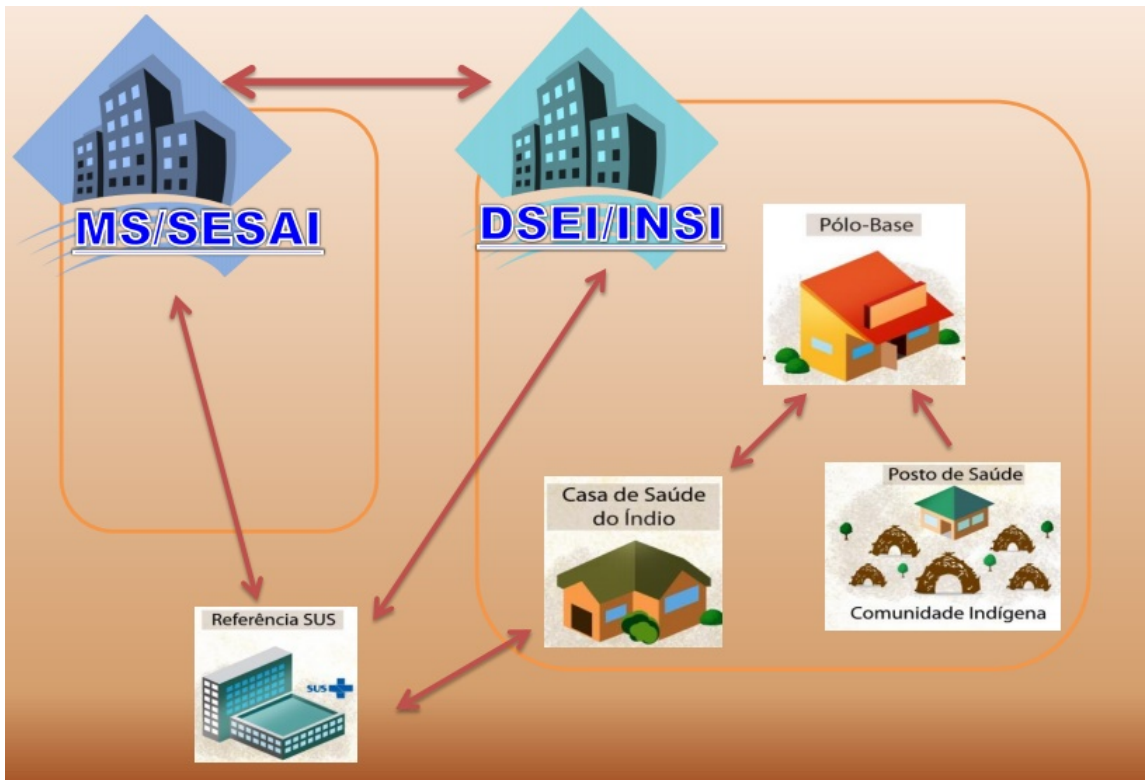 MS/SESAI
DSEI/INSI
Pólo-Base
Casa de Saúde
do Índio
Posto de Saúde
Comunidade Indígena
Referência SUS
SUS